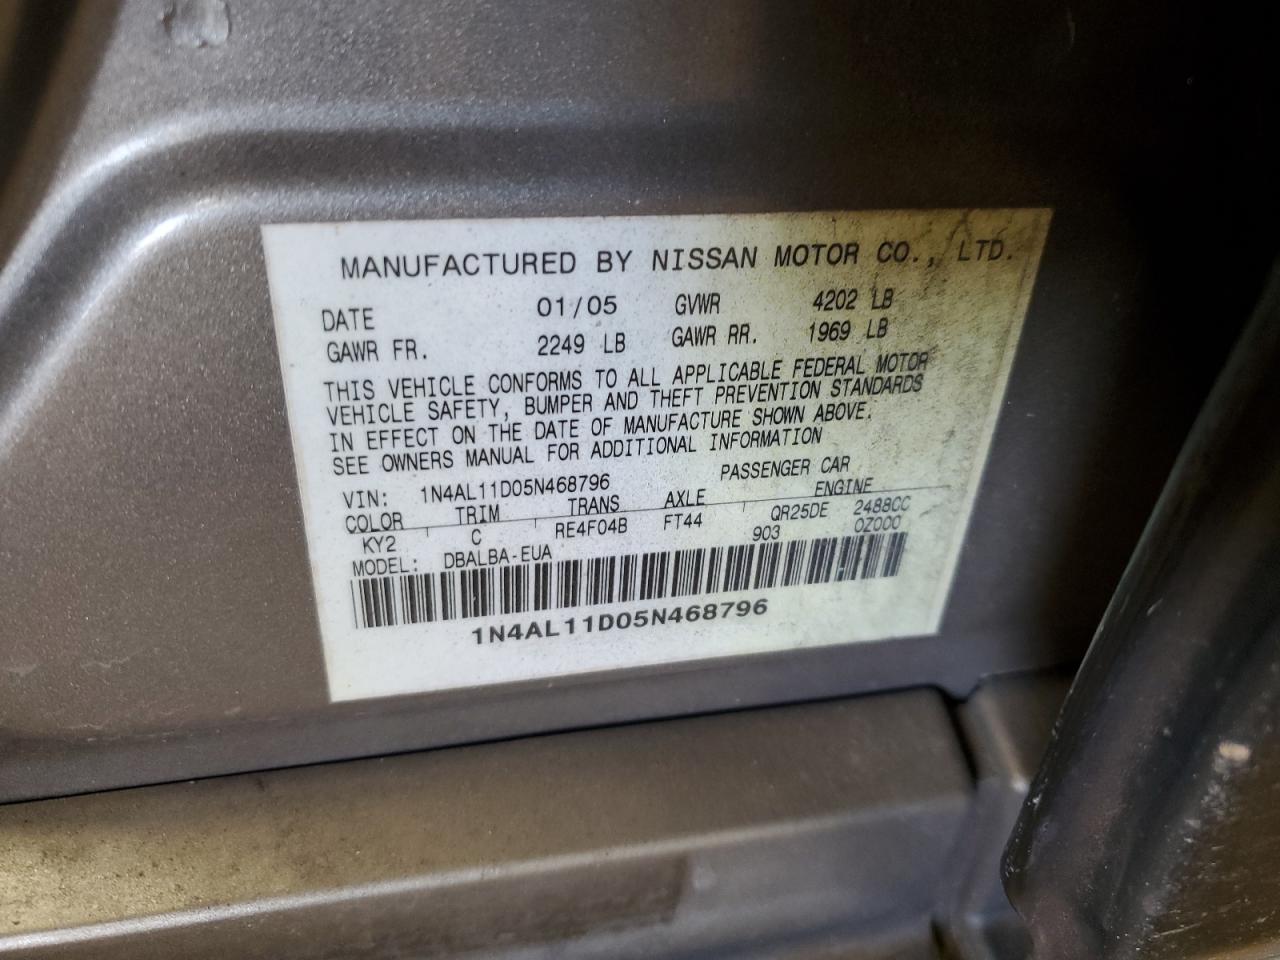 MANUFACTURED BY NISSAN MOTOR CO., LTD.
DATE 01/05 GVWR 4202 LB
GAWR FR. 2249 LB GAWR RR. 1969 LB
THIS VEHICLE CONFORMS TO ALL APPLICABLE FEDERAL MOTOR
VEHICLE SAFETY, BUMPER AND THEFT PREVENTION STANDARDS
IN EFFECT ON THE DATE OF MANUFACTURE SHOWN ABOVE.
SEE OWNERS MANUAL FOR ADDITIONAL INFORMATION
VIN: 1N4AL11D05N468796 PASSENGER CAR
COLOR TRIM TRANS AXLE ENGINE
KY2 C RE4F04B FT44 QR25DE 2488CC
MODEL: DBALBA-EUA 903 0Z000
1N4AL11D05N468796